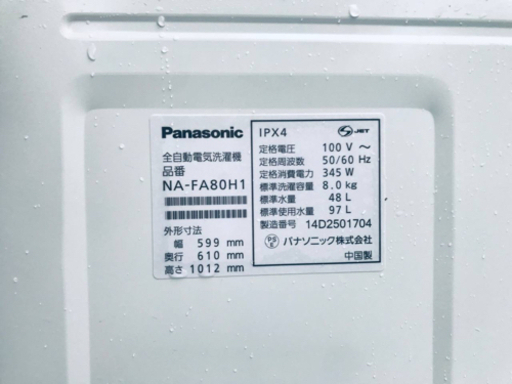 Panasonic
全自動電気洗濯機
品番
NA-FA80H1
外形寸法
幅 599 mm
奥行 610 mm
高さ 1012 mm
IPX4 S JET
定格電圧 100 V ~
定格周波数 50/60 Hz
定格消費電力 345 W
標準洗濯容量 8.0 kg
標準水量 48 L
標準使用水量 97 L
製造番号 14D2501704
PS E パナソニック株式会社
中国製